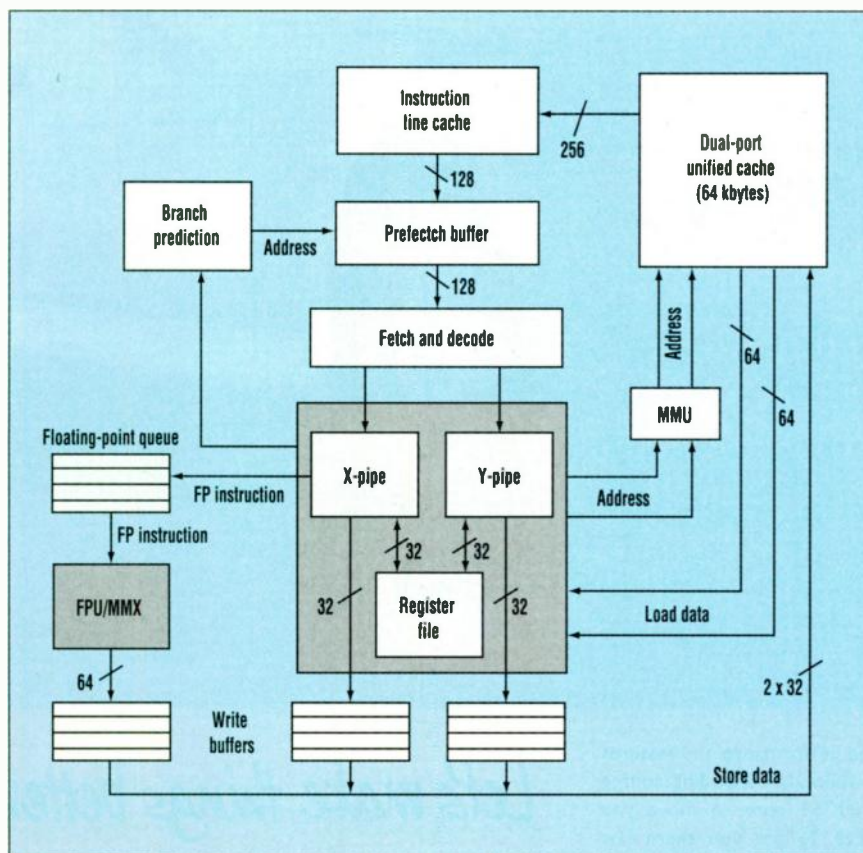 Instruction
line cache
256
Dual-port
unified cache
(64 kbytes)
128
Branch
prediction
Address
Prefectch buffer
128
Fetch and decode
Address
64
64
MMU
Floating-point queue
X-pipe
Y-pipe
FP instruction
Address
FP instruction
32
32
FPU/MMX
32
Register
file
32
Load data
64
2 x 32
Write
buffers
Store data